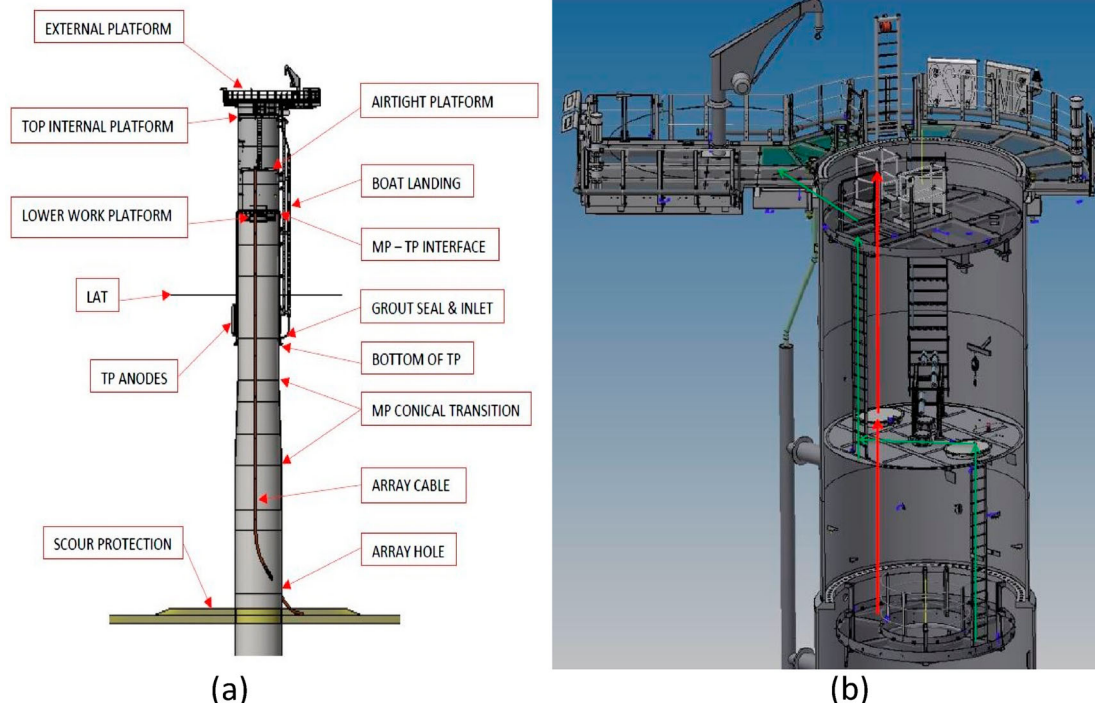 EXTERNAL PLATFORM
AIRTIGHT PLATFORM
TOP INTERNAL PLATFORM
BOAT LANDING
LOWER WORK PLATFORM
MP – TP INTERFACE
LAT
GROUT SEAL & INLET
BOTTOM OF TP
TP ANODES
MP CONICAL TRANSITION
ARRAY CABLE
SCOUR PROTECTION
ARRAY HOLE
(a)
(b)